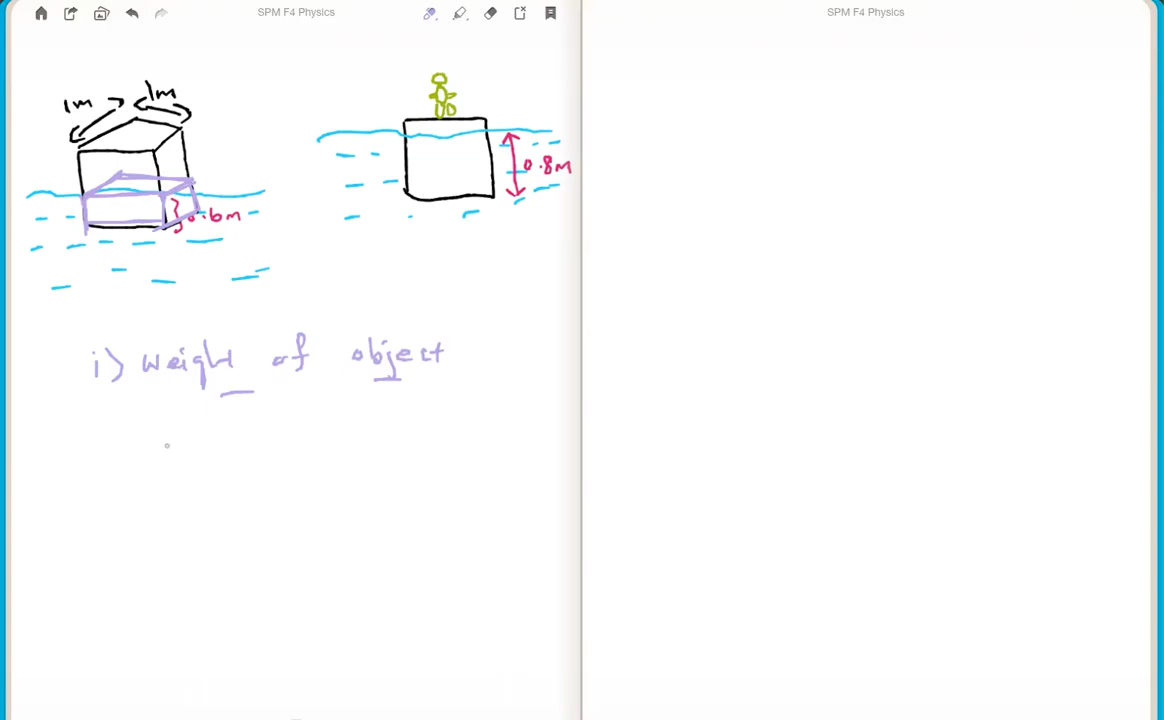 SPM F4 Physics
SPM F4 Physics
1m
1m
0.6m
0.8m
i) weight of object